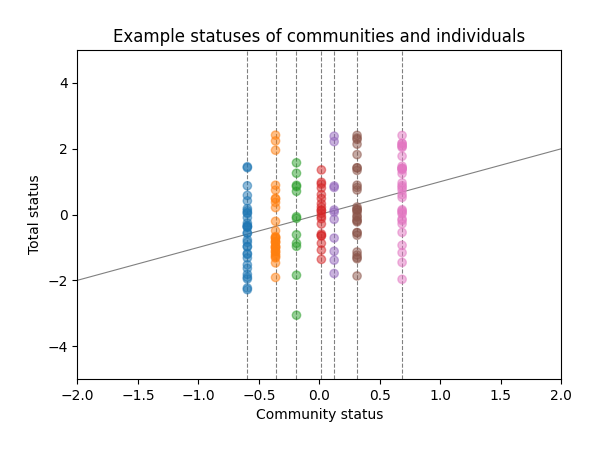 Example statuses of communities and individuals
4
2
0
−2
−4
Total status
−2.0 −1.5 −1.0 −0.5 0.0 0.5 1.0 1.5 2.0
Community status